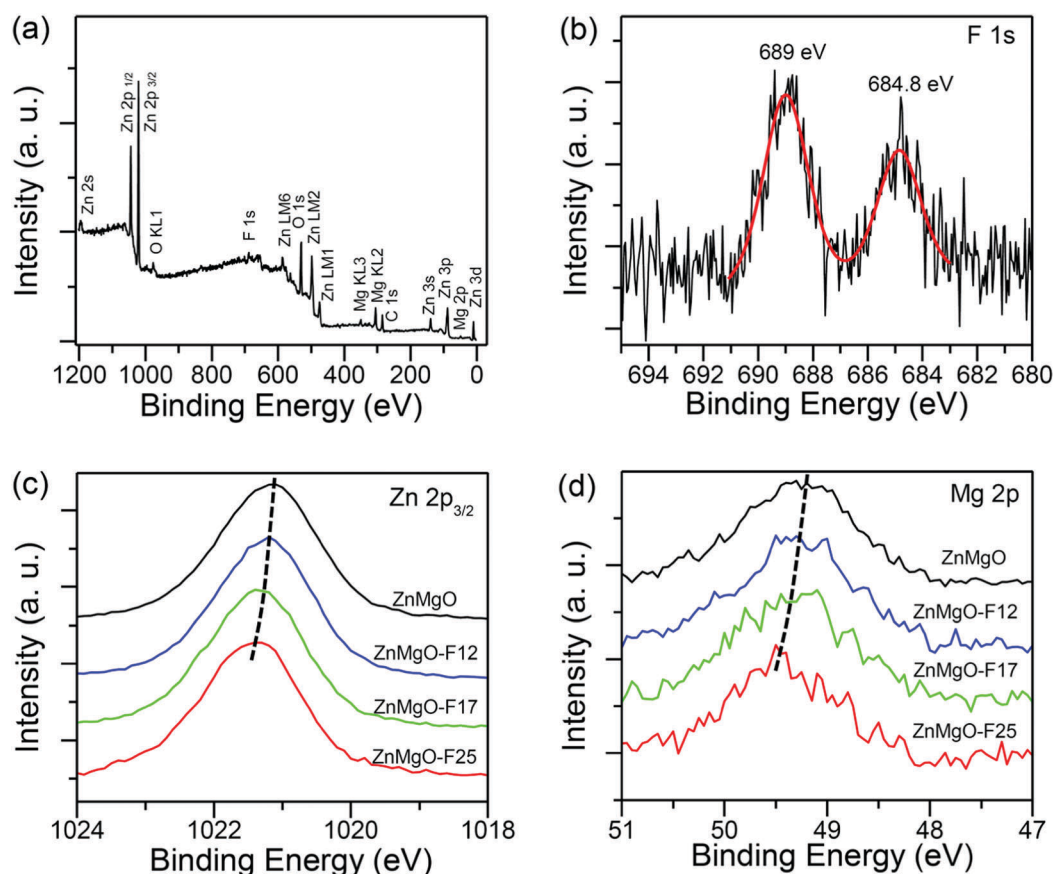 (a)
Intensity (a. u.)
Zn 2s
Zn 2p 1/2
Zn 2p 3/2
O KL1
F 1s
Zn LM6
O 1s
Zn LM2
Zn LM1
Mg KL3
Mg KL2
C 1s
Zn 3s
Zn 3p
Mg 2p
Zn 3d
1200 1000 800 600 400 200 0
Binding Energy (eV)
(b)
F 1s
689 eV
684.8 eV
Intensity (a. u.)
694 692 690 688 686 684 682 680
Binding Energy (eV)
(c)
Zn 2p3/2
Intensity (a. u.)
ZnMgO
ZnMgO-F12
ZnMgO-F17
ZnMgO-F25
1024 1022 1020 1018
Binding Energy (eV)
(d)
Mg 2p
Intensity (a. u.)
ZnMgO
ZnMgO-F12
ZnMgO-F17
ZnMgO-F25
51 50 49 48 47
Binding Energy (eV)